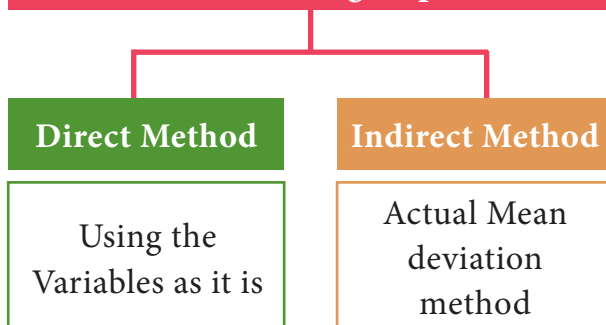 Direct Method
Indirect Method
Using the
Variables as it is
Actual Mean
deviation
method